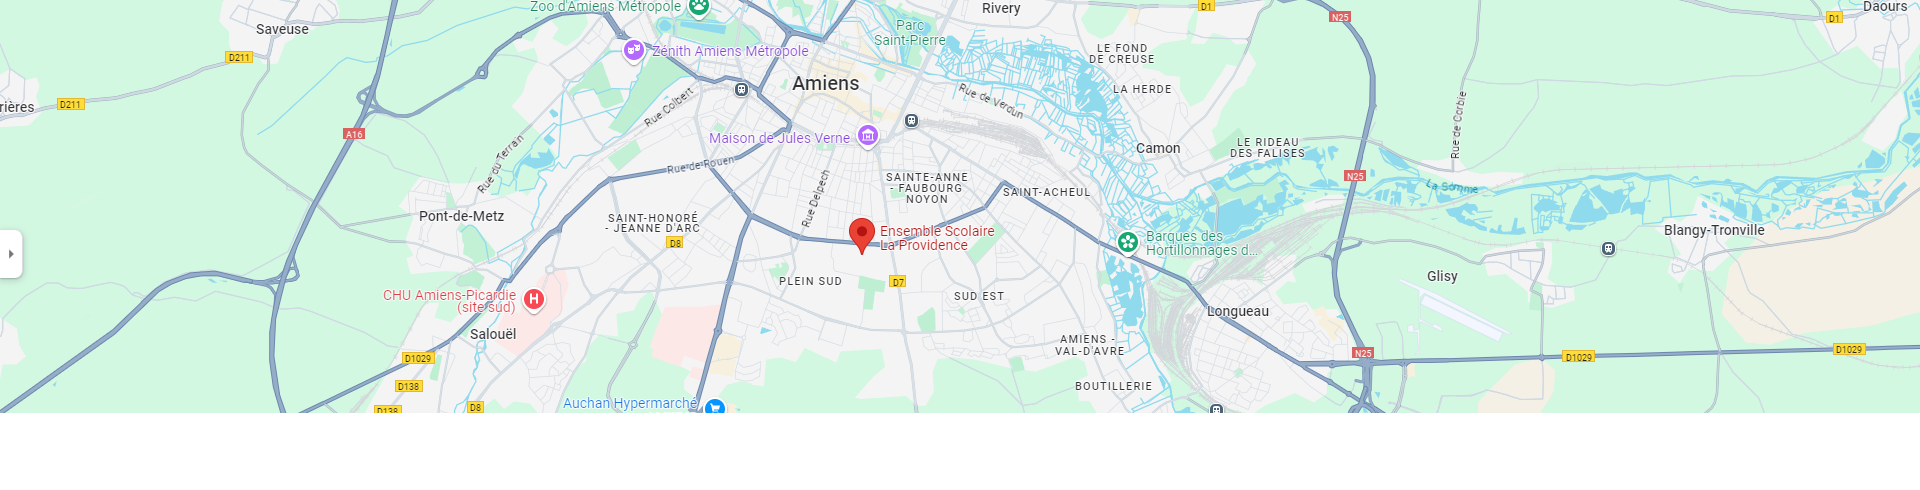 Zoo d'Amiens Métropole
D1
Rivery
N25
D1
Daours
Saveuse
Parc
Saint-Pierre
D211
Zénith Amiens Métropole
LE FOND
DE CREUSE
Amiens
LA HERDE
rières
D211
Rue Colbert
Rue de Verdun
Rue de Corbie
A16
Maison de Jules Verne
Camon
LE RIDEAU
DES FALISES
Rue du Terrain
Rue de Rouen
N25
SAINTE-ANNE
- FAUBOURG
NOYON
SAINT-ACHEUL
La Somme
Rue Delpech
Pont-de-Metz
SAINT-HONORÉ
- JEANNE D'ARC
D8
Ensemble Scolaire
La Providence
Barques des
Hortillonnages d...
Blangy-Tronville
PLEIN SUD
D7
Glisy
CHU Amiens-Picardie
(site sud)
SUD EST
Longueau
Salouël
AMIENS -
VAL-D'AVRE
N25
D1029
D1029
D1029
D138
BOUTILLERIE
Auchan Hypermarché
D8
D138